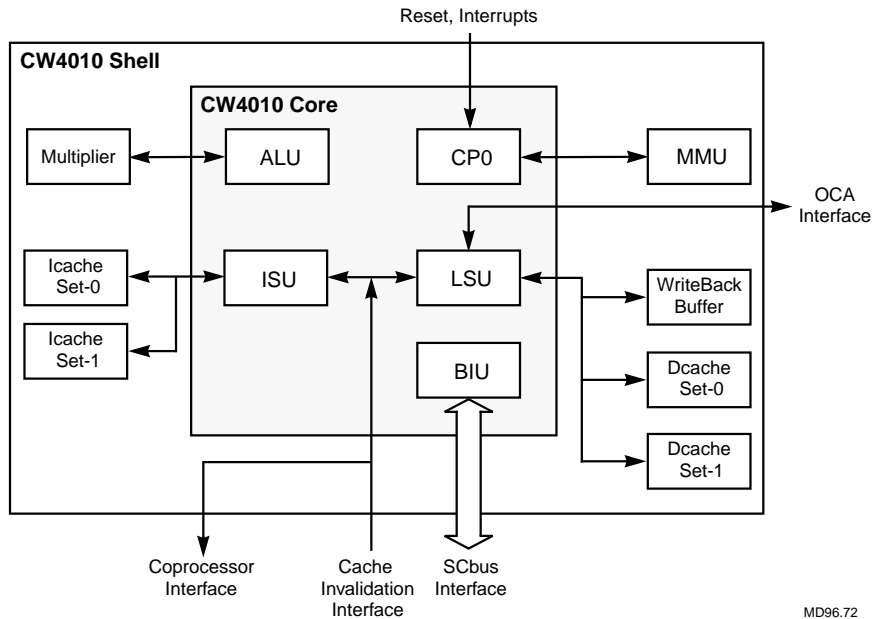 Reset, Interrupts
CW4010 Shell
CW4010 Core
Multiplier
ALU
CP0
MMU
OCA
Interface
Icache
Set-0
ISU
LSU
WriteBack
Buffer
Icache
Set-1
BIU
Dcache
Set-0
Dcache
Set-1
Coprocessor
Interface
Cache
Invalidation
Interface
SCbus
Interface
MD96.72